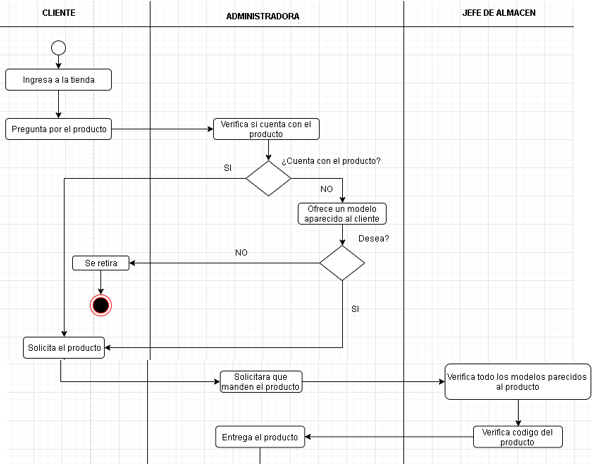 CLIENTE
ADMINISTRADORA
JEFE DE ALMACEN
Ingresa a la tienda
Pregunta por el producto
Verifica si cuenta con el
producto
¿Cuenta con el producto?
SI
NO
Ofrece un modelo
aparecido al cliente
Desea?
NO
Se retira
SI
Solicita el producto
Solicitara que
manden el producto
Verifica todo los modelos parecidos
al producto
Verifica codigo del
producto
Entrega el producto